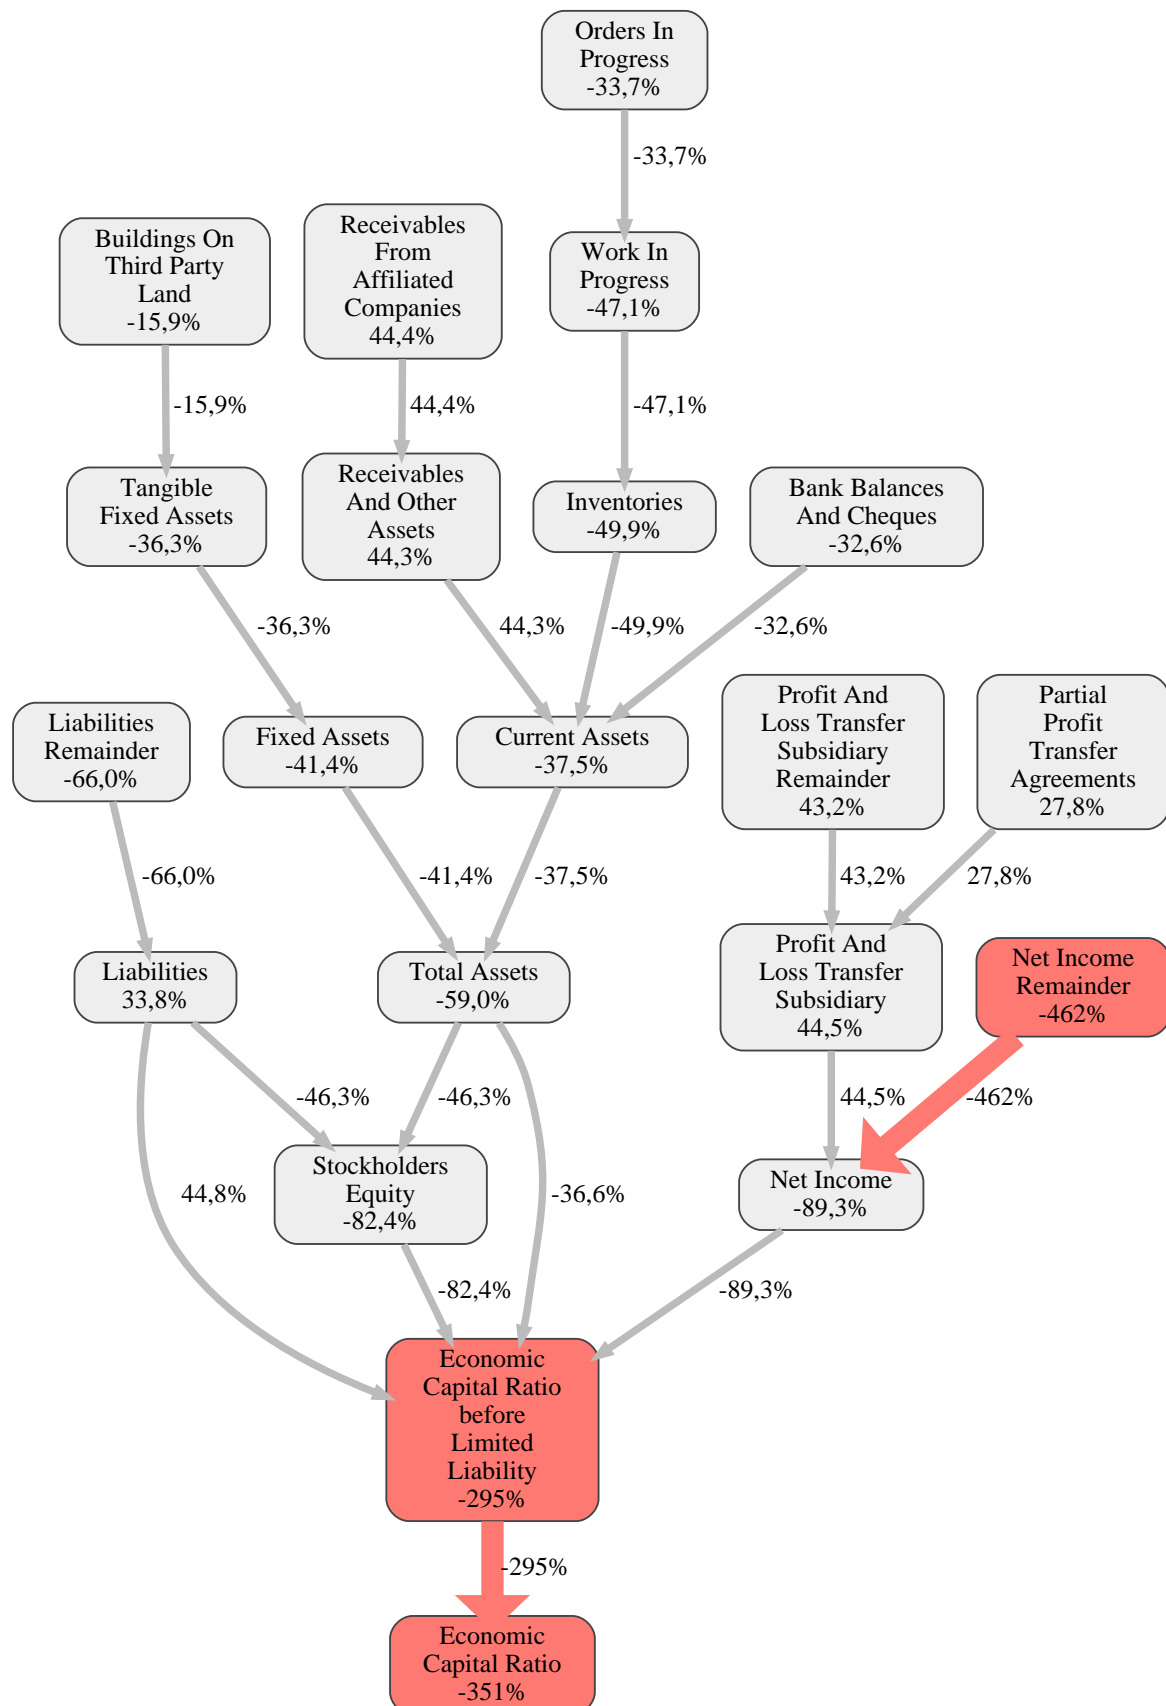 Orders In
Progress
-33,7%
-33,7%
Buildings On
Third Party
Land
-15,9%
Receivables
From
Affiliated
Companies
44,4%
Work In
Progress
-47,1%
-15,9%
44,4%
-47,1%
Tangible
Fixed Assets
-36,3%
Receivables
And Other
Assets
44,3%
Inventories
-49,9%
Bank Balances
And Cheques
-32,6%
-36,3%
44,3%
-49,9%
-32,6%
Liabilities
Remainder
-66,0%
Fixed Assets
-41,4%
Current Assets
-37,5%
Profit And
Loss Transfer
Subsidiary
Remainder
43,2%
Partial
Profit
Transfer
Agreements
27,8%
-66,0%
-41,4%
-37,5%
43,2%
27,8%
Liabilities
33,8%
Total Assets
-59,0%
Profit And
Loss Transfer
Subsidiary
44,5%
Net Income
Remainder
-462%
-46,3%
-46,3%
44,5%
-462%
Stockholders
Equity
-82,4%
44,8%
-36,6%
Net Income
-89,3%
-82,4%
-89,3%
Economic
Capital Ratio
before
Limited
Liability
-295%
-295%
Economic
Capital Ratio
-351%